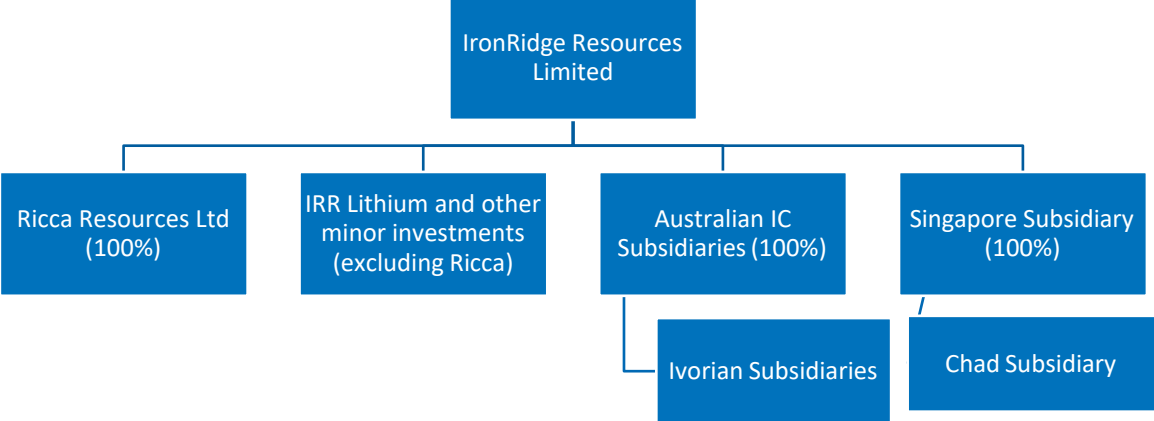 IronRidge Resources
Limited
Ricca Resources Ltd
(100%)
IRR Lithium and other
minor investments
(excluding Ricca)
Australian IC
Subsidiaries (100%)
Singapore Subsidiary
(100%)
Ivorian Subsidiaries
Chad Subsidiary